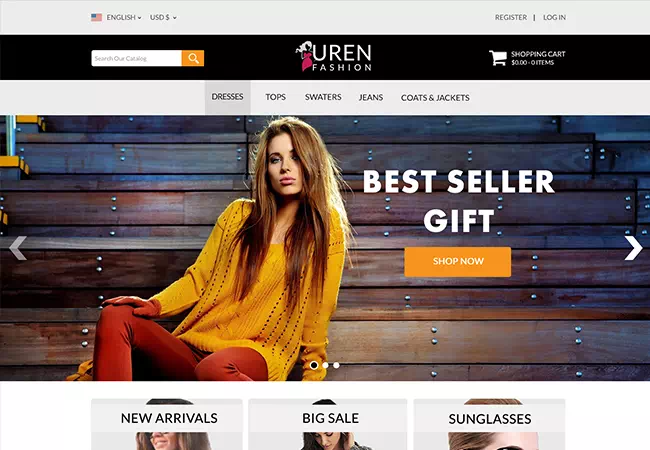 ENGLISH USD $ REGISTER | LOG IN
Search Our Catalog
UREN
FASHION
SHOPPING CART
$0.00 - 0 ITEMS
DRESSES TOPS SWATERS JEANS COATS & JACKETS
BEST SELLER
GIFT
SHOP NOW
NEW ARRIVALS BIG SALE SUNGLASSES